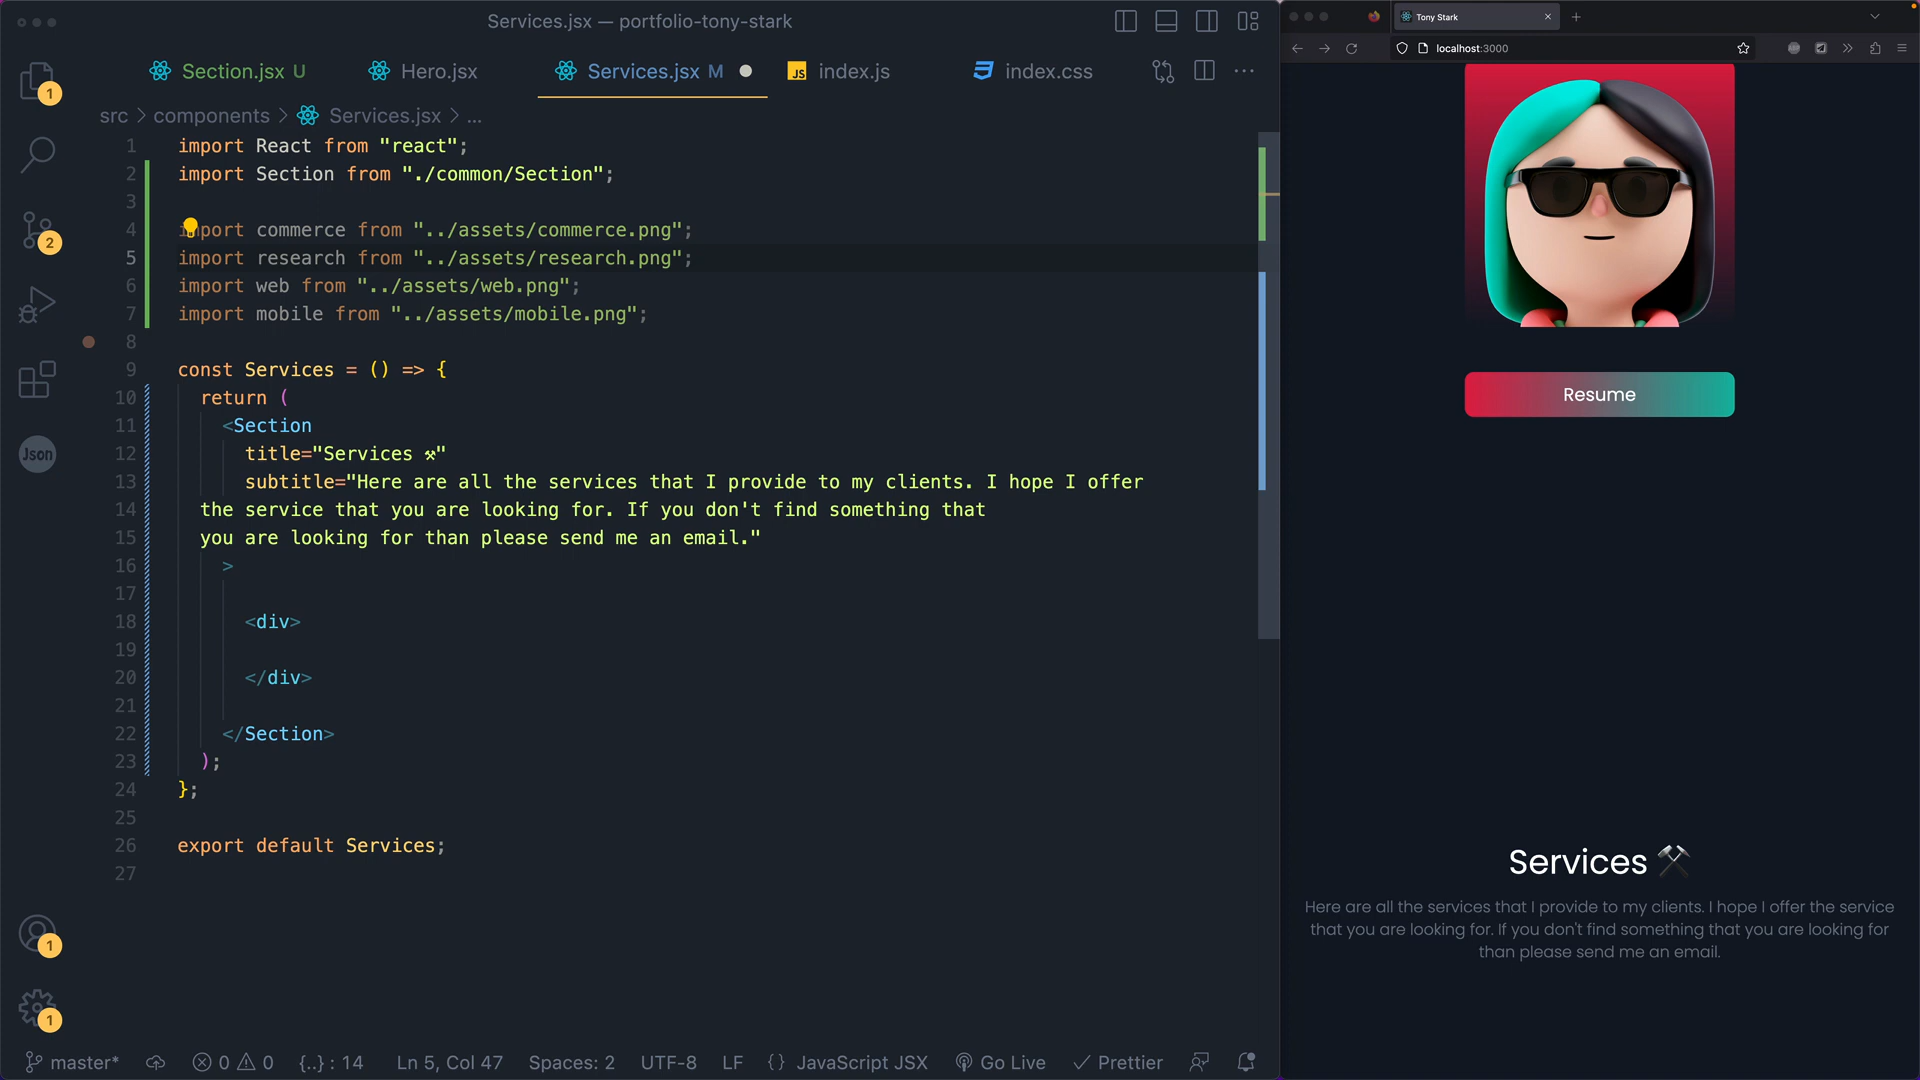 Services.jsx — portfolio-tony-stark
Section.jsx U
Hero.jsx
Services.jsx M
JS index.js
index.css
src > components > Services.jsx > ...
1 import React from "react";
2 import Section from "./common/Section";
3
4 import commerce from "../assets/commerce.png";
5 import research from "../assets/research.png";
6 import web from "../assets/web.png";
7 import mobile from "../assets/mobile.png";
8
9 const Services = () => {
10 return (
11 <Section
12 title="Services ⚒"
13 subtitle="Here are all the services that I provide to my clients. I hope I offer
14 the service that you are looking for. If you don't find something that
15 you are looking for than please send me an email."
16 >
17
18 <div>
19
20 </div>
21
22 </Section>
23 );
24 };
25
26 export default Services;
27
1
2
Json
1
1
master*
0 0
{..} : 14
Ln 5, Col 47
Spaces: 2
UTF-8
LF
{} JavaScript JSX
Go Live
Prettier
Tony Stark
localhost:3000
Resume
Services ⚒
Here are all the services that I provide to my clients. I hope I offer the service
that you are looking for. If you don't find something that you are looking for
than please send me an email.